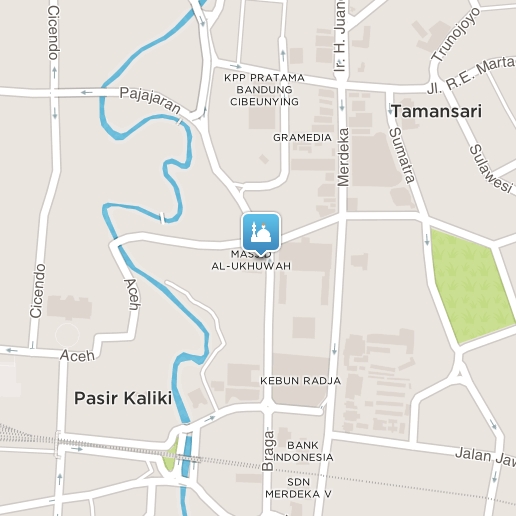 Cicendo
Ir. H. Juan
Trunojoyo
KPP PRATAMA
BANDUNG
CIBEUNYING
Jl. R.E. Marta
Pajajaran
Tamansari
GRAMEDIA
Merdeka
Sumatra
Sulawesi
MASJID
AL-UKHUWAH
Cicendo
Aceh
Aceh
KEBUN RADJA
Pasir Kaliki
Braga
BANK
INDONESIA
Jalan Jaw
SDN
MERDEKA V